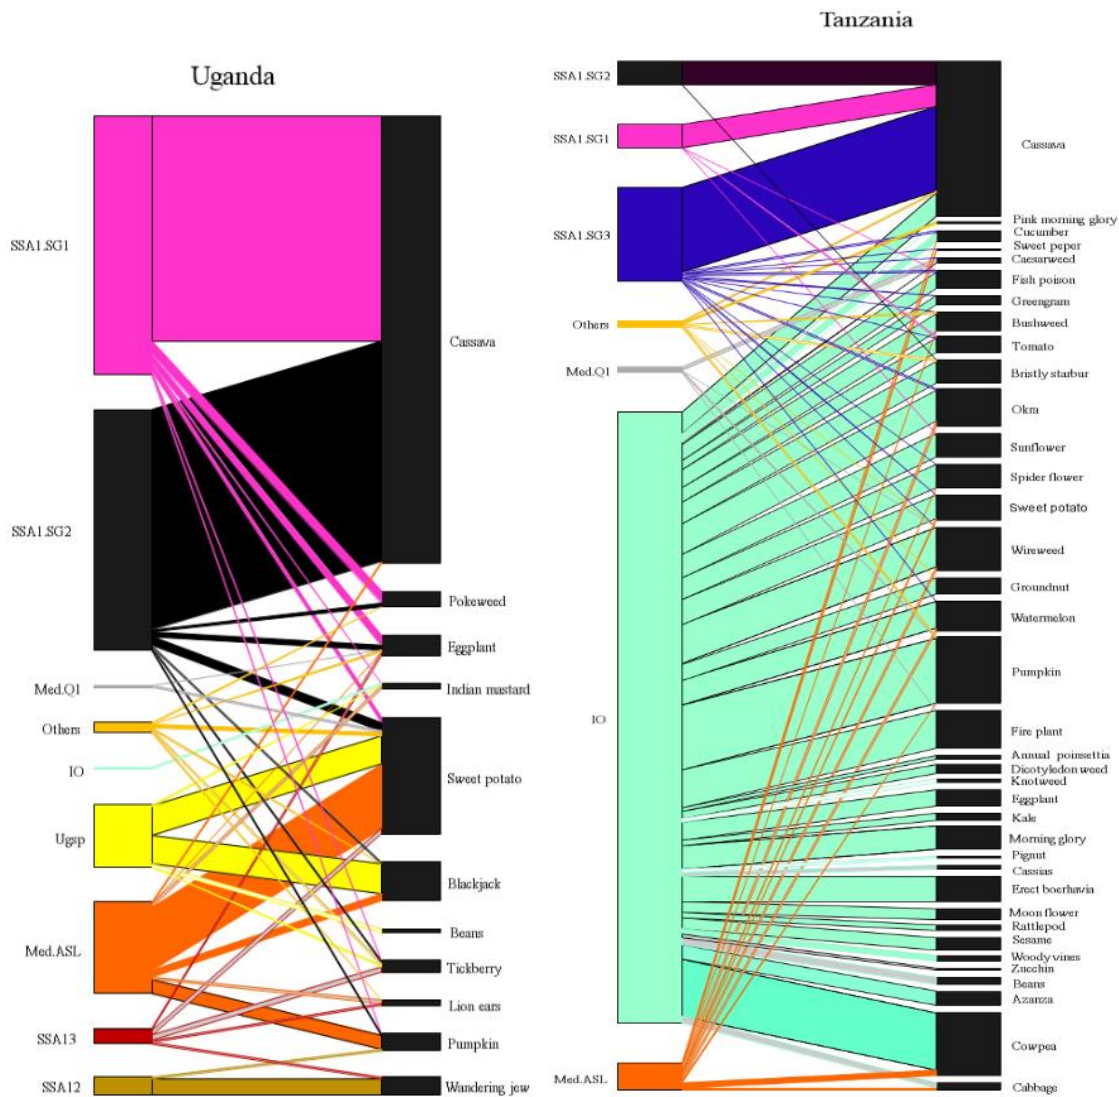 Uganda
SSA1.SG1
SSA1.SG2
Med.Q1
Others
IO
Ugsp
Med.ASL
SSA13
SSA12
Cassava
Pokeweed
Eggplant
Indian mastard
Sweet potato
Blackjack
Beans
Tickberry
Lion ears
Pumpkin
Wandering jew
Tanzania
SSA1.SG2
SSA1.SG1
SSA1.SG3
Others
Med.Q1
IO
Med.ASL
Cassava
Pink morning glory
Cucumber
Sweet peper
Caesarweed
Fish poison
Greengram
Bushweed
Tomato
Bristly starbur
Okra
Sunflower
Spider flower
Sweet potato
Wireweed
Groundnut
Watermelon
Pumpkin
Fire plant
Annual poinsettia
Dicotyledon weed
Knotweed
Eggplant
Kale
Morning glory
Pignut
Cassias
Erect boerhavia
Moon flower
Rattlepod
Sesame
Woody vines
Zucchin
Beans
Azanza
Cowpea
Cabbage